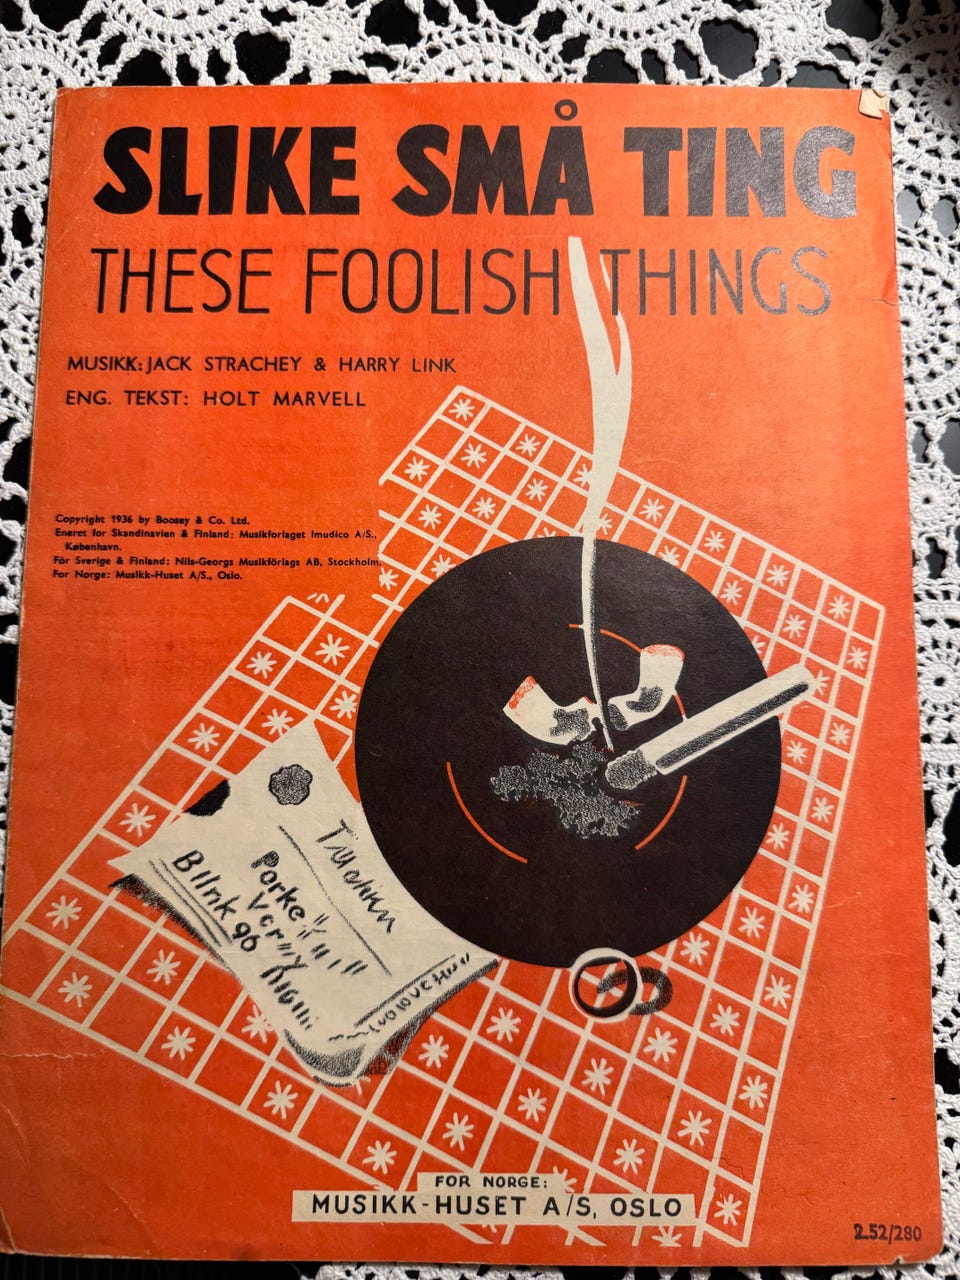 SLIKE SMÅ TING
THESE FOOLISH THINGS
MUSIKK: JACK STRACHEY & HARRY LINK
ENG. TEKST: HOLT MARVELL
Copyright 1936 by Boosey & Co. Ltd.
Eneret for Skandinavien & Finland: Musikforlaget Imudico A/S.,
København.
För Sverige & Finland: Nils-Georgs Musikförlags AB, Stockholm.
For Norge: Musikk-Huset A/S., Oslo.
FOR NORGE:
MUSIKK-HUSET A/S, OSLO
2.52/280